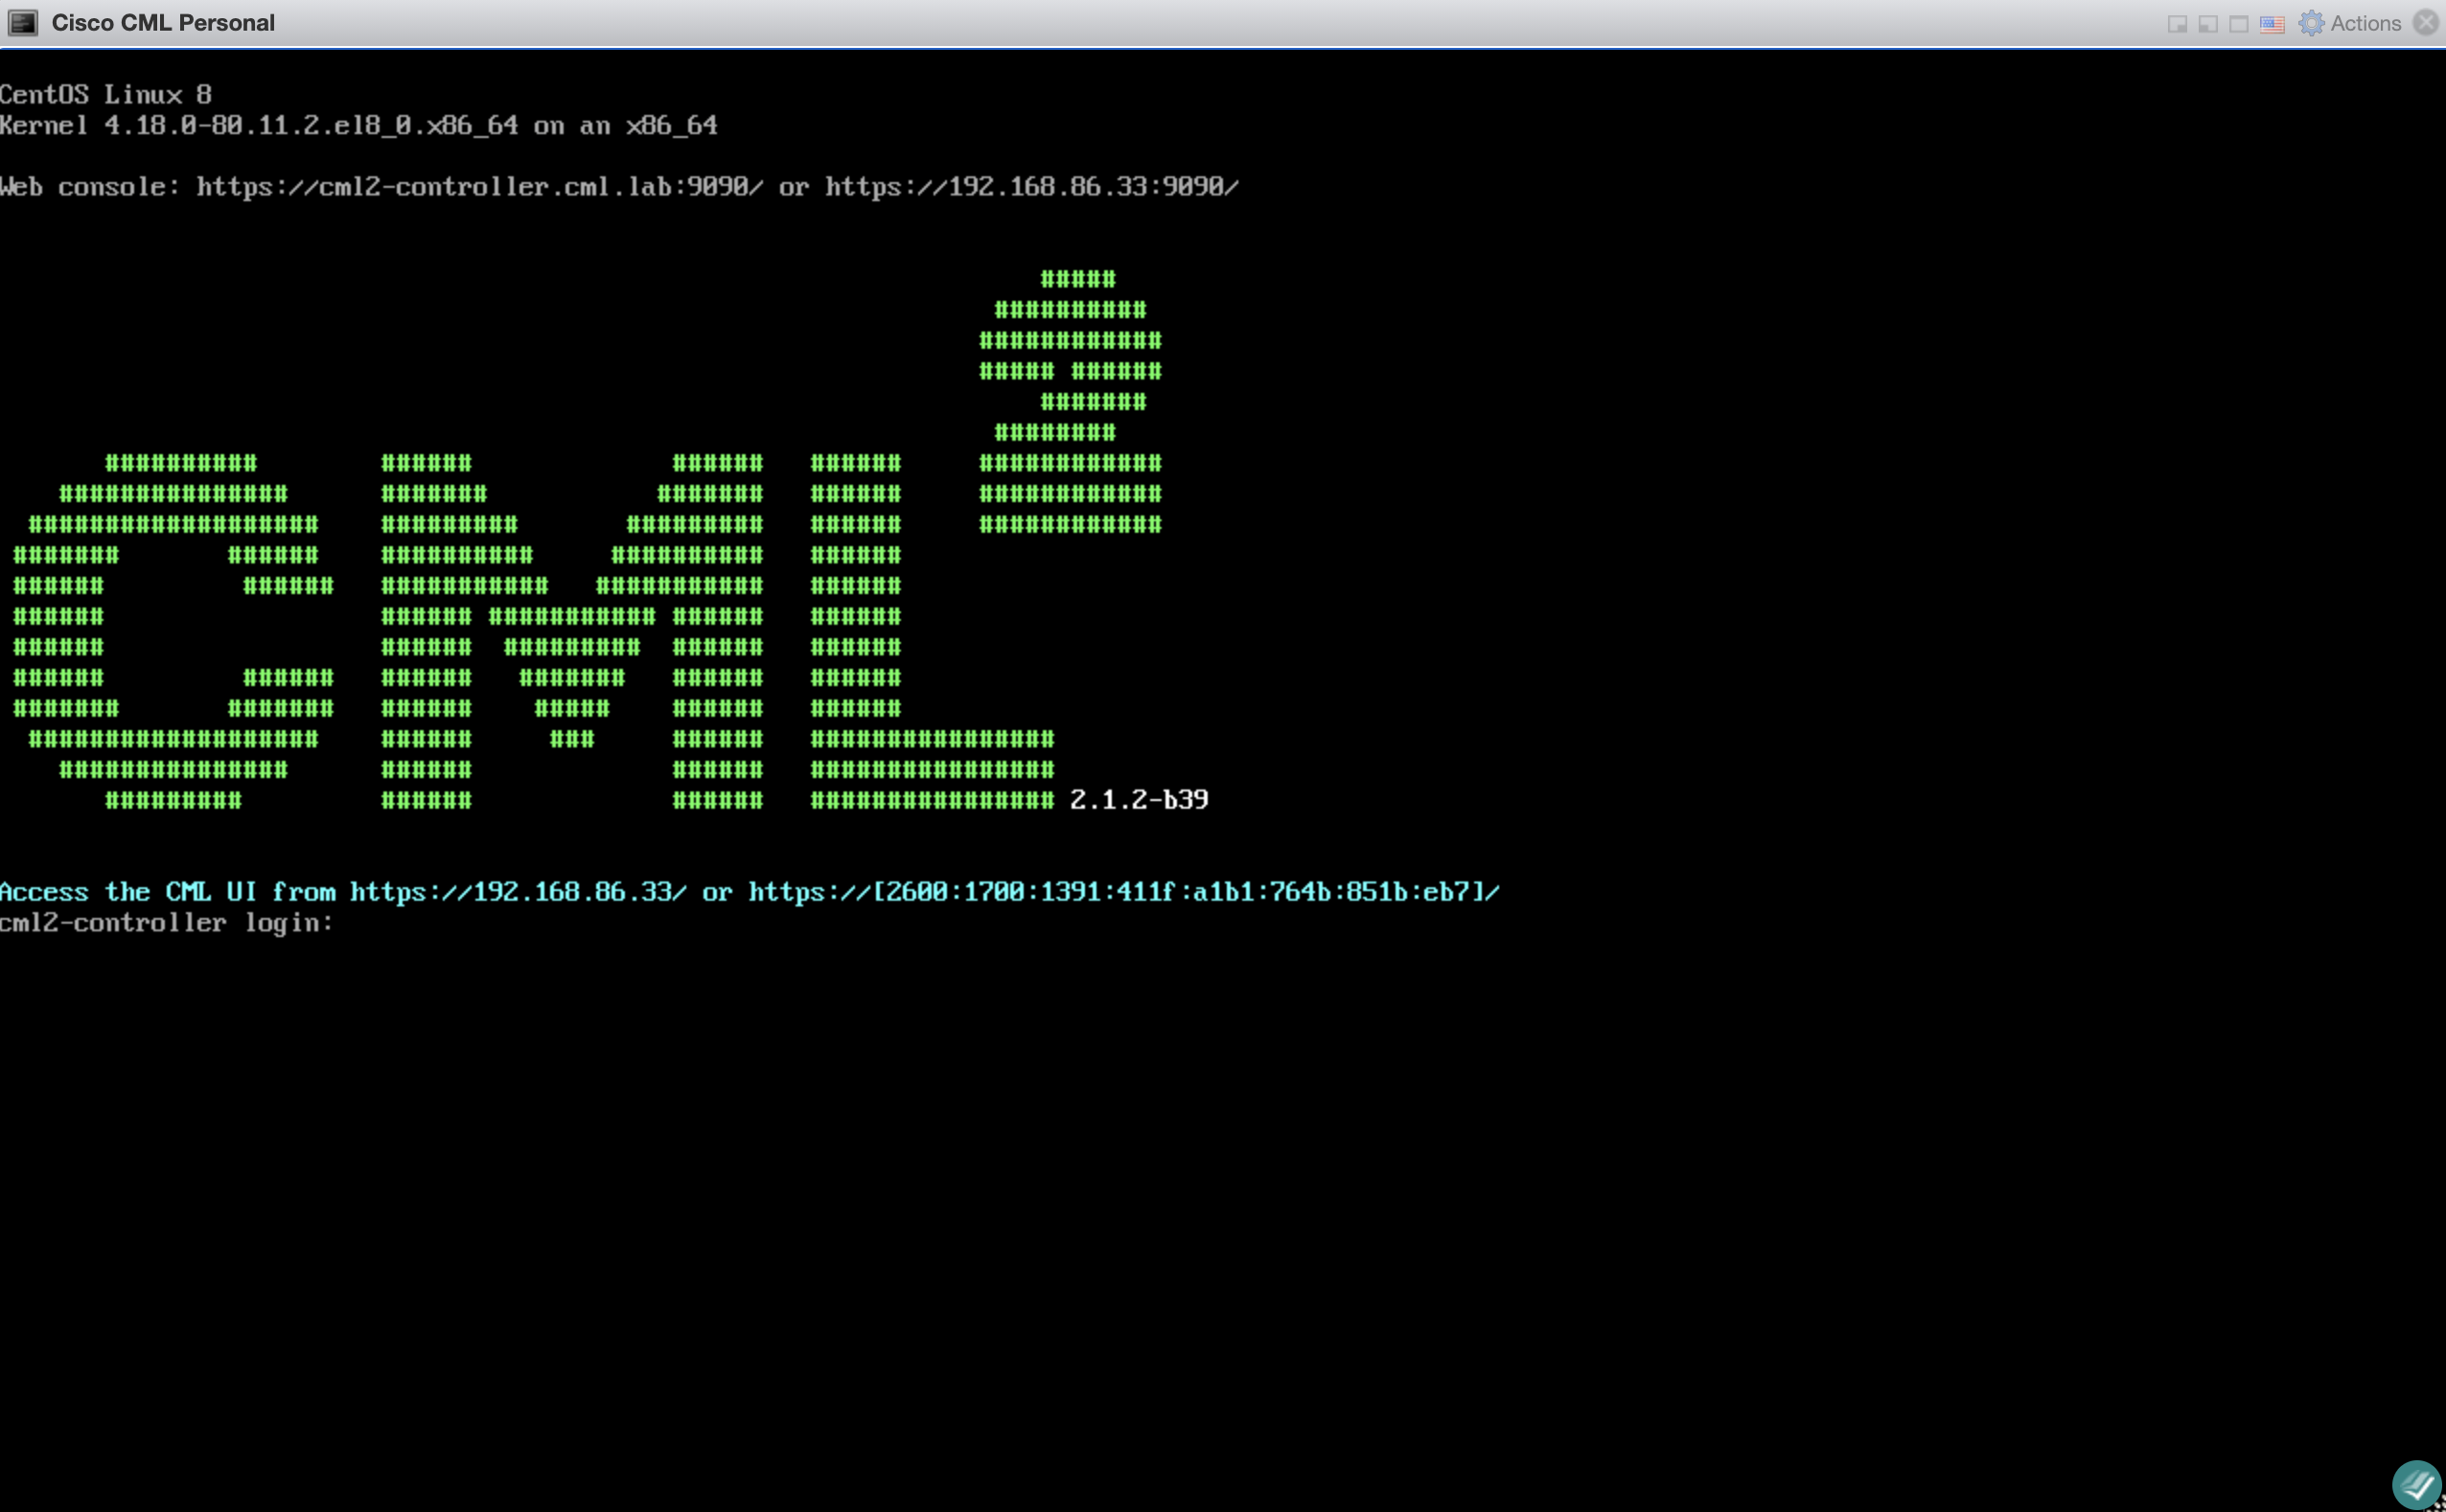 Cisco CML Personal
Actions
CentOS Linux 8
Kernel 4.18.0-80.11.2.el8_0.x86_64 on an x86_64
Web console: https://cml2-controller.cml.lab:9090/ or https://192.168.86.33:9090/
CML2
2.1.2-b39
Access the CML UI from https://192.168.86.33/ or https://[2600:1700:1391:411f:a1b1:764b:851b:eb7]/
cml2-controller login: